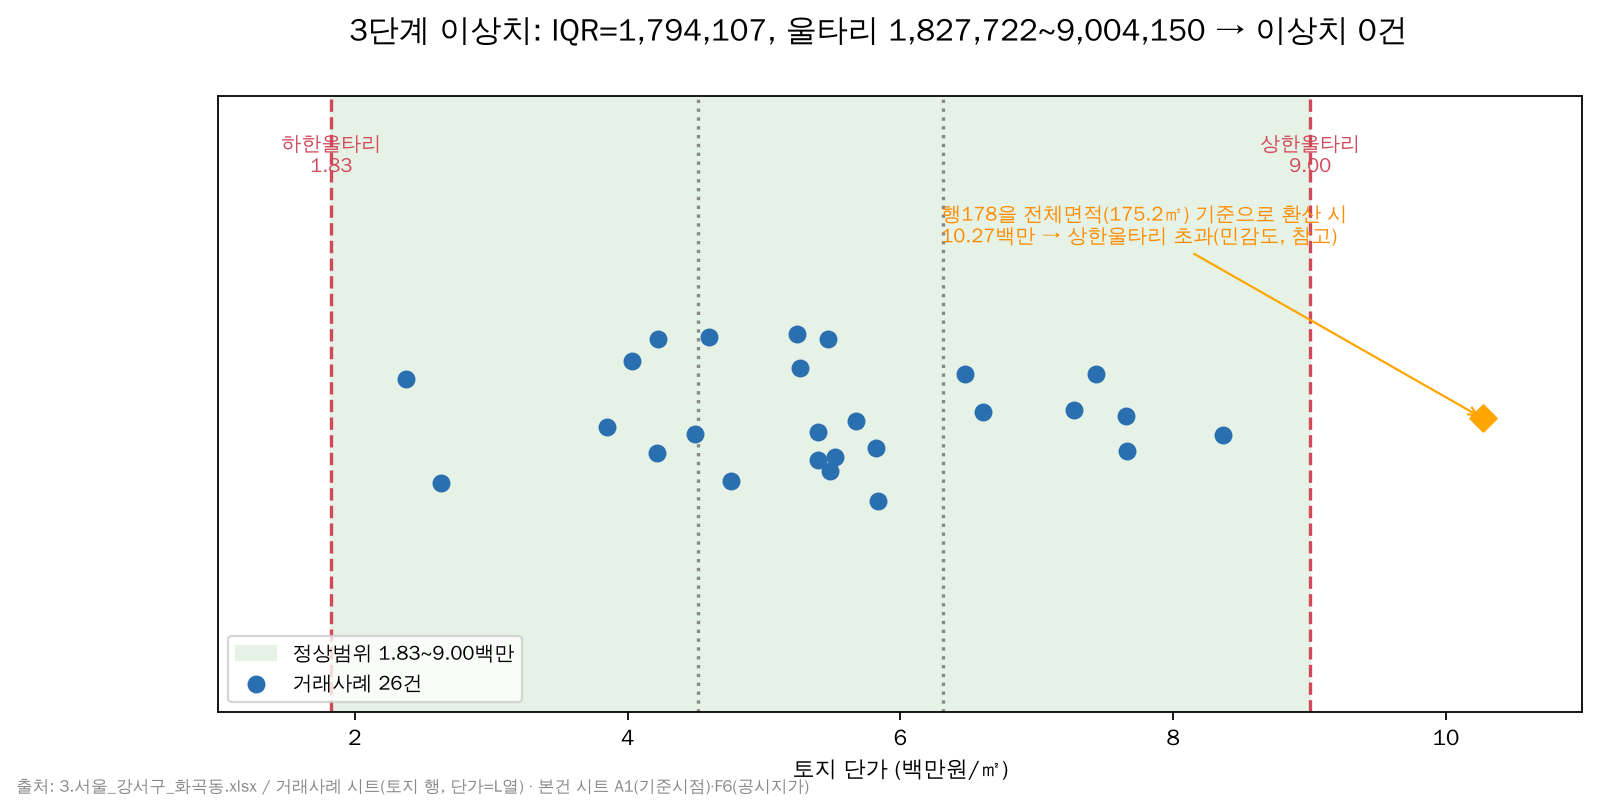 3단계 이상치: IQR=1,794,107, 울타리 1,827,722~9,004,150 → 이상치 0건
하한울타리
1.83
상한울타리
9.00
행178을 전체면적(175.2㎡) 기준으로 환산 시
10.27백만 → 상한울타리 초과(민감도, 참고)
정상범위 1.83~9.00백만
거래사례 26건
2 4 6 8 10
토지 단가 (백만원/㎡)
출처: 3.서울_강서구_화곡동.xlsx / 거래사례 시트(토지 행, 단가=L열) · 본건 시트 A1(기준시점)·F6(공시지가)